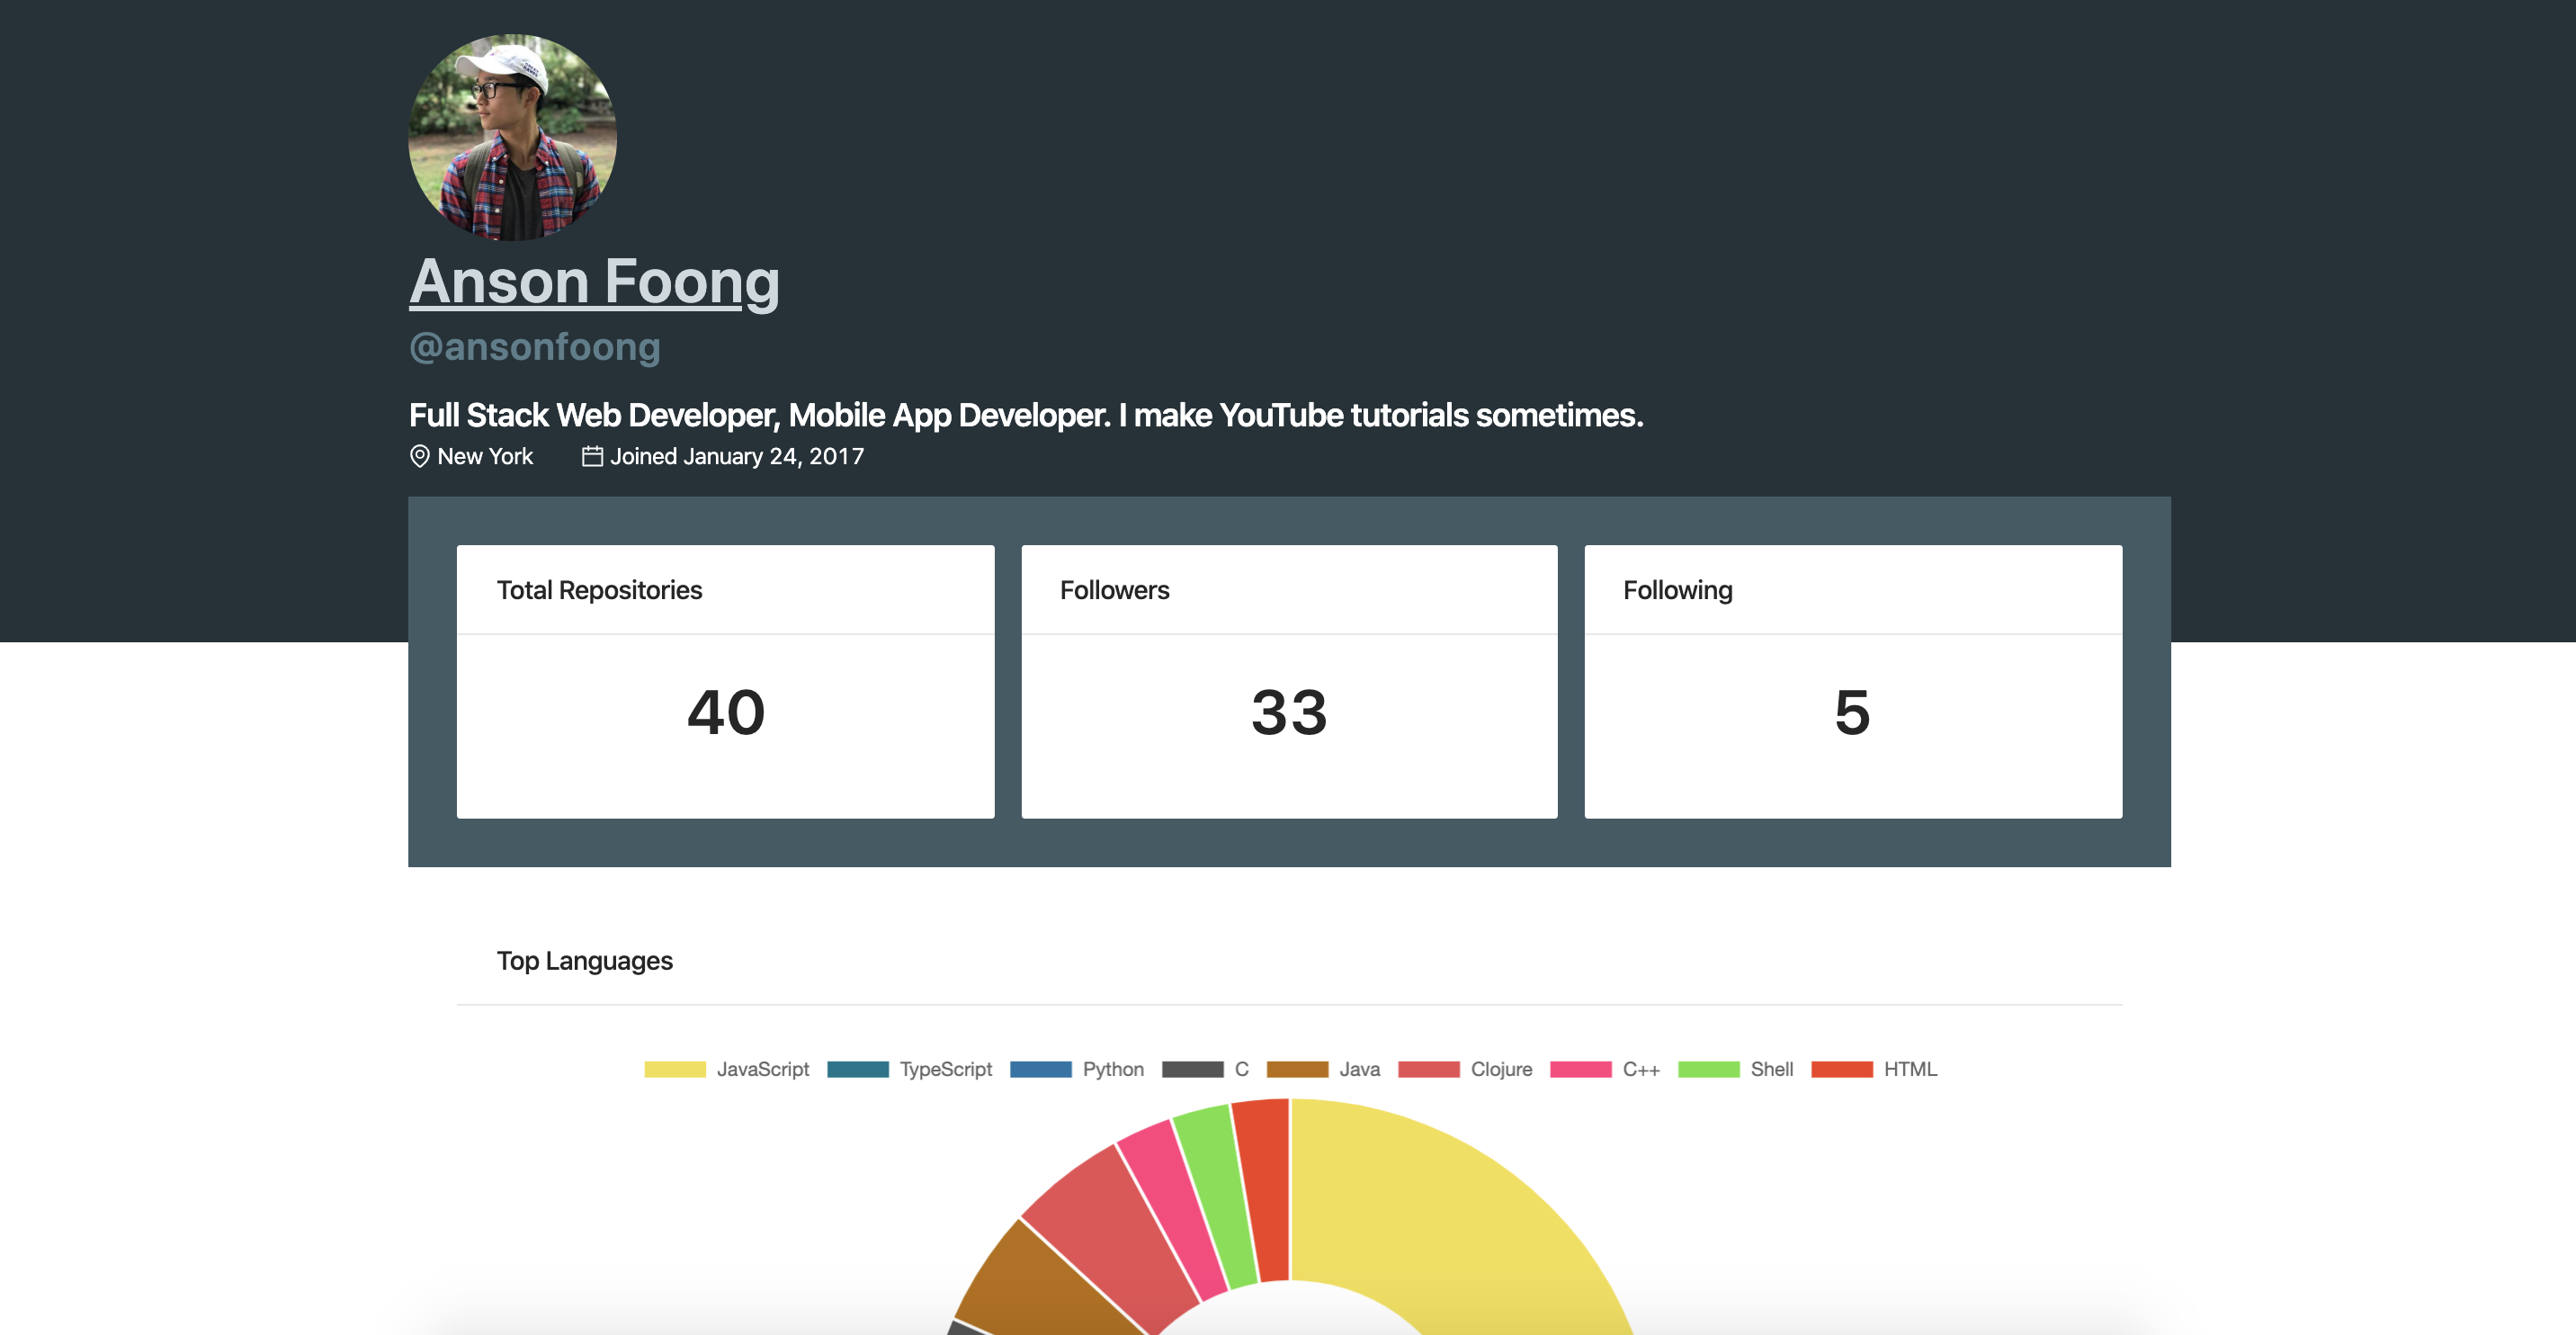 Anson Foong
@ansonfoong
Full Stack Web Developer, Mobile App Developer. I make YouTube tutorials sometimes.
New York Joined January 24, 2017
Total Repositories Followers Following
40 33 5
Top Languages
JavaScript TypeScript Python C Java Clojure C++ Shell HTML